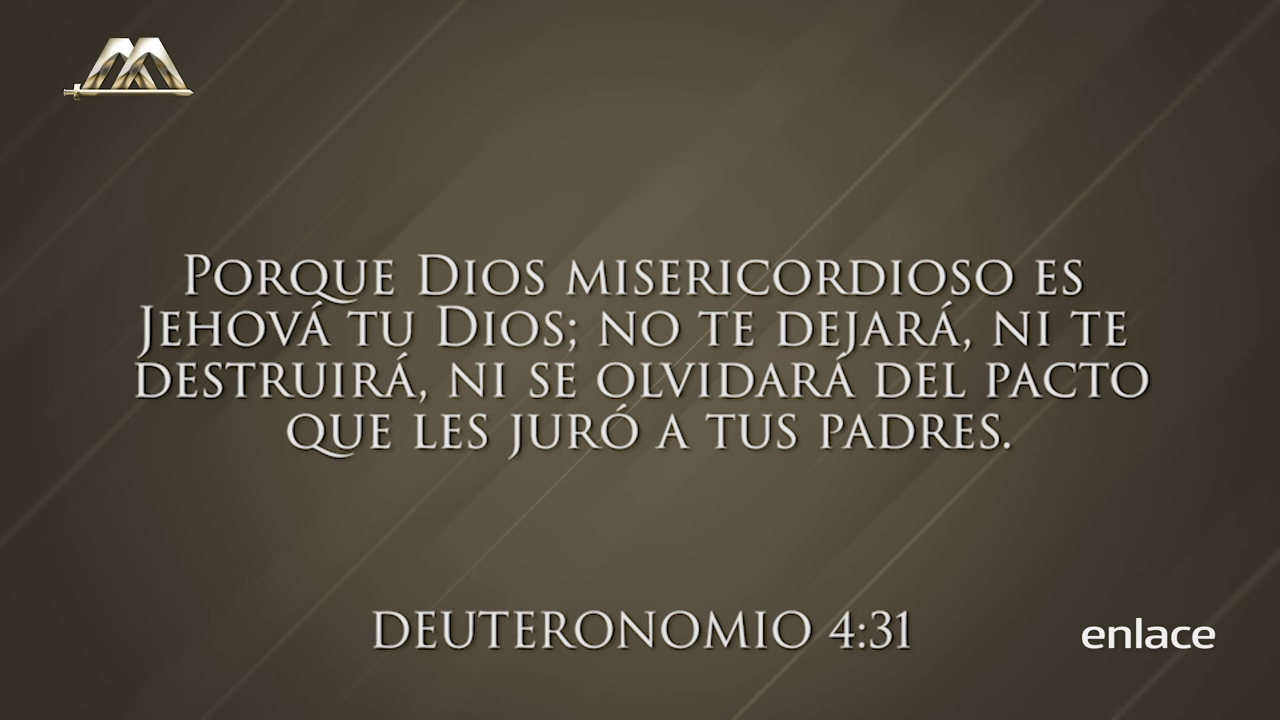 Porque Dios misericordioso es
Jehová tu Dios; no te dejará, ni te
destruirá, ni se olvidará del pacto
que les juró a tus padres.
DEUTERONOMIO 4:31
enlace